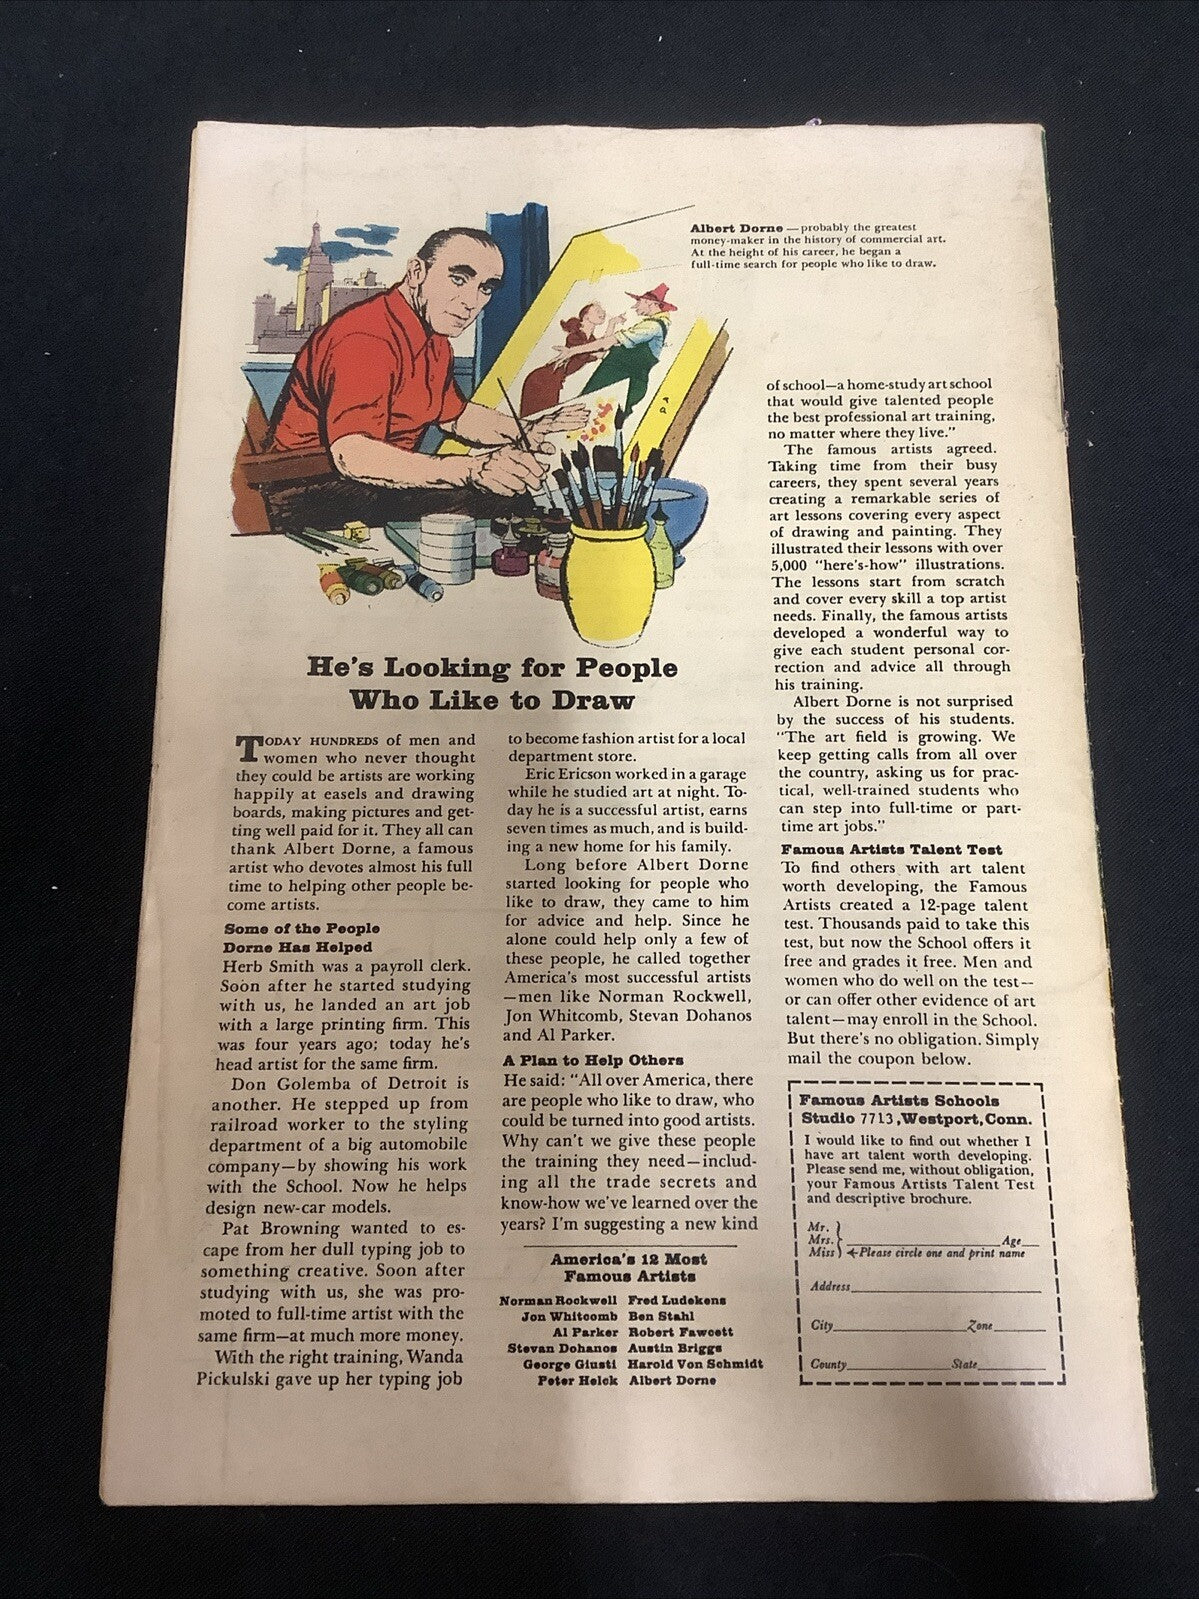 Albert Dorne — probably the greatest
money-maker in the history of commercial art.
At the height of his career, he began a
full-time search for people who like to draw.
He's Looking for People
Who Like to Draw
TODAY HUNDREDS of men and
women who never thought
they could be artists are working
happily at easels and drawing
boards, making pictures and get-
ting well paid for it. They all can
thank Albert Dorne, a famous
artist who devotes almost his full
time to helping other people be-
come artists.
Some of the People
Dorne Has Helped
Herb Smith was a payroll clerk.
Soon after he started studying
with us, he landed an art job
with a large printing firm. This
was four years ago; today he's
head artist for the same firm.
Don Golemba of Detroit is
another. He stepped up from
railroad worker to the styling
department of a big automobile
company—by showing his work
with the School. Now he helps
design new-car models.
Pat Browning wanted to es-
cape from her dull typing job to
something creative. Soon after
studying with us, she was pro-
moted to full-time artist with the
same firm—at much more money.
With the right training, Wanda
Pickulski gave up her typing job
to become fashion artist for a local
department store.
Eric Ericson worked in a garage
while he studied art at night. To-
day he is a successful artist, earns
seven times as much, and is build-
ing a new home for his family.
Long before Albert Dorne
started looking for people who
like to draw, they came to him
for advice and help. Since he
alone could help only a few of
these people, he called together
America's most successful artists
—men like Norman Rockwell,
Jon Whitcomb, Stevan Dohanos
and Al Parker.
A Plan to Help Others
He said: "All over America, there
are people who like to draw, who
could be turned into good artists.
Why can't we give these people
the training they need—includ-
ing all the trade secrets and
know-how we've learned over the
years? I'm suggesting a new kind
America's 12 Most
Famous Artists
Norman Rockwell Fred Ludekens
Jon Whitcomb Ben Stahl
Al Parker Robert Fawcett
Stevan Dohanos Austin Briggs
George Giusti Harold Von Schmidt
Peter Helck Albert Dorne
of school—a home-study art school
that would give talented people
the best professional art training,
no matter where they live."
The famous artists agreed.
Taking time from their busy
careers, they spent several years
creating a remarkable series of
art lessons covering every aspect
of drawing and painting. They
illustrated their lessons with over
5,000 "here's-how" illustrations.
The lessons start from scratch
and cover every skill a top artist
needs. Finally, the famous artists
developed a wonderful way to
give each student personal cor-
rection and advice all through
his training.
Albert Dorne is not surprised
by the success of his students.
"The art field is growing. We
keep getting calls from all over
the country, asking us for prac-
tical, well-trained students who
can step into full-time or part-
time art jobs."
Famous Artists Talent Test
To find others with art talent
worth developing, the Famous
Artists created a 12-page talent
test. Thousands paid to take this
test, but now the School offers it
free and grades it free. Men and
women who do well on the test—
or can offer other evidence of art
talent—may enroll in the School.
But there's no obligation. Simply
mail the coupon below.
Famous Artists Schools
Studio 7713, Westport, Conn.
I would like to find out whether I
have art talent worth developing.
Please send me, without obligation,
your Famous Artists Talent Test
and descriptive brochure.
Mr.
Mrs. Age
Miss Please circle one and print name
Address
City Zone
County State